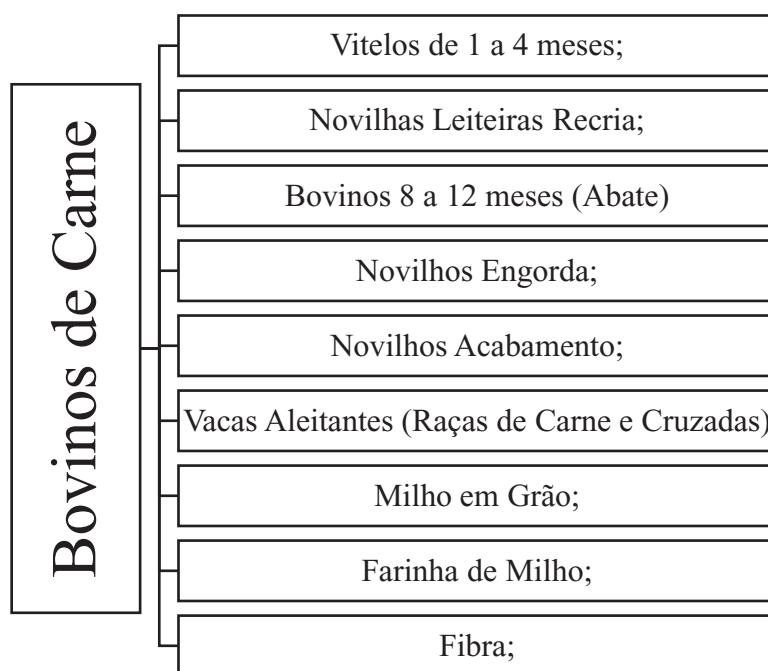 Bovinos de Carne
Vitelos de 1 a 4 meses;
Novilhas Leiteiras Recria;
Bovinos 8 a 12 meses (Abate)
Novilhos Engorda;
Novilhos Acabamento;
Vacas Aleitantes (Raças de Carne e Cruzadas)
Milho em Grão;
Farinha de Milho;
Fibra;